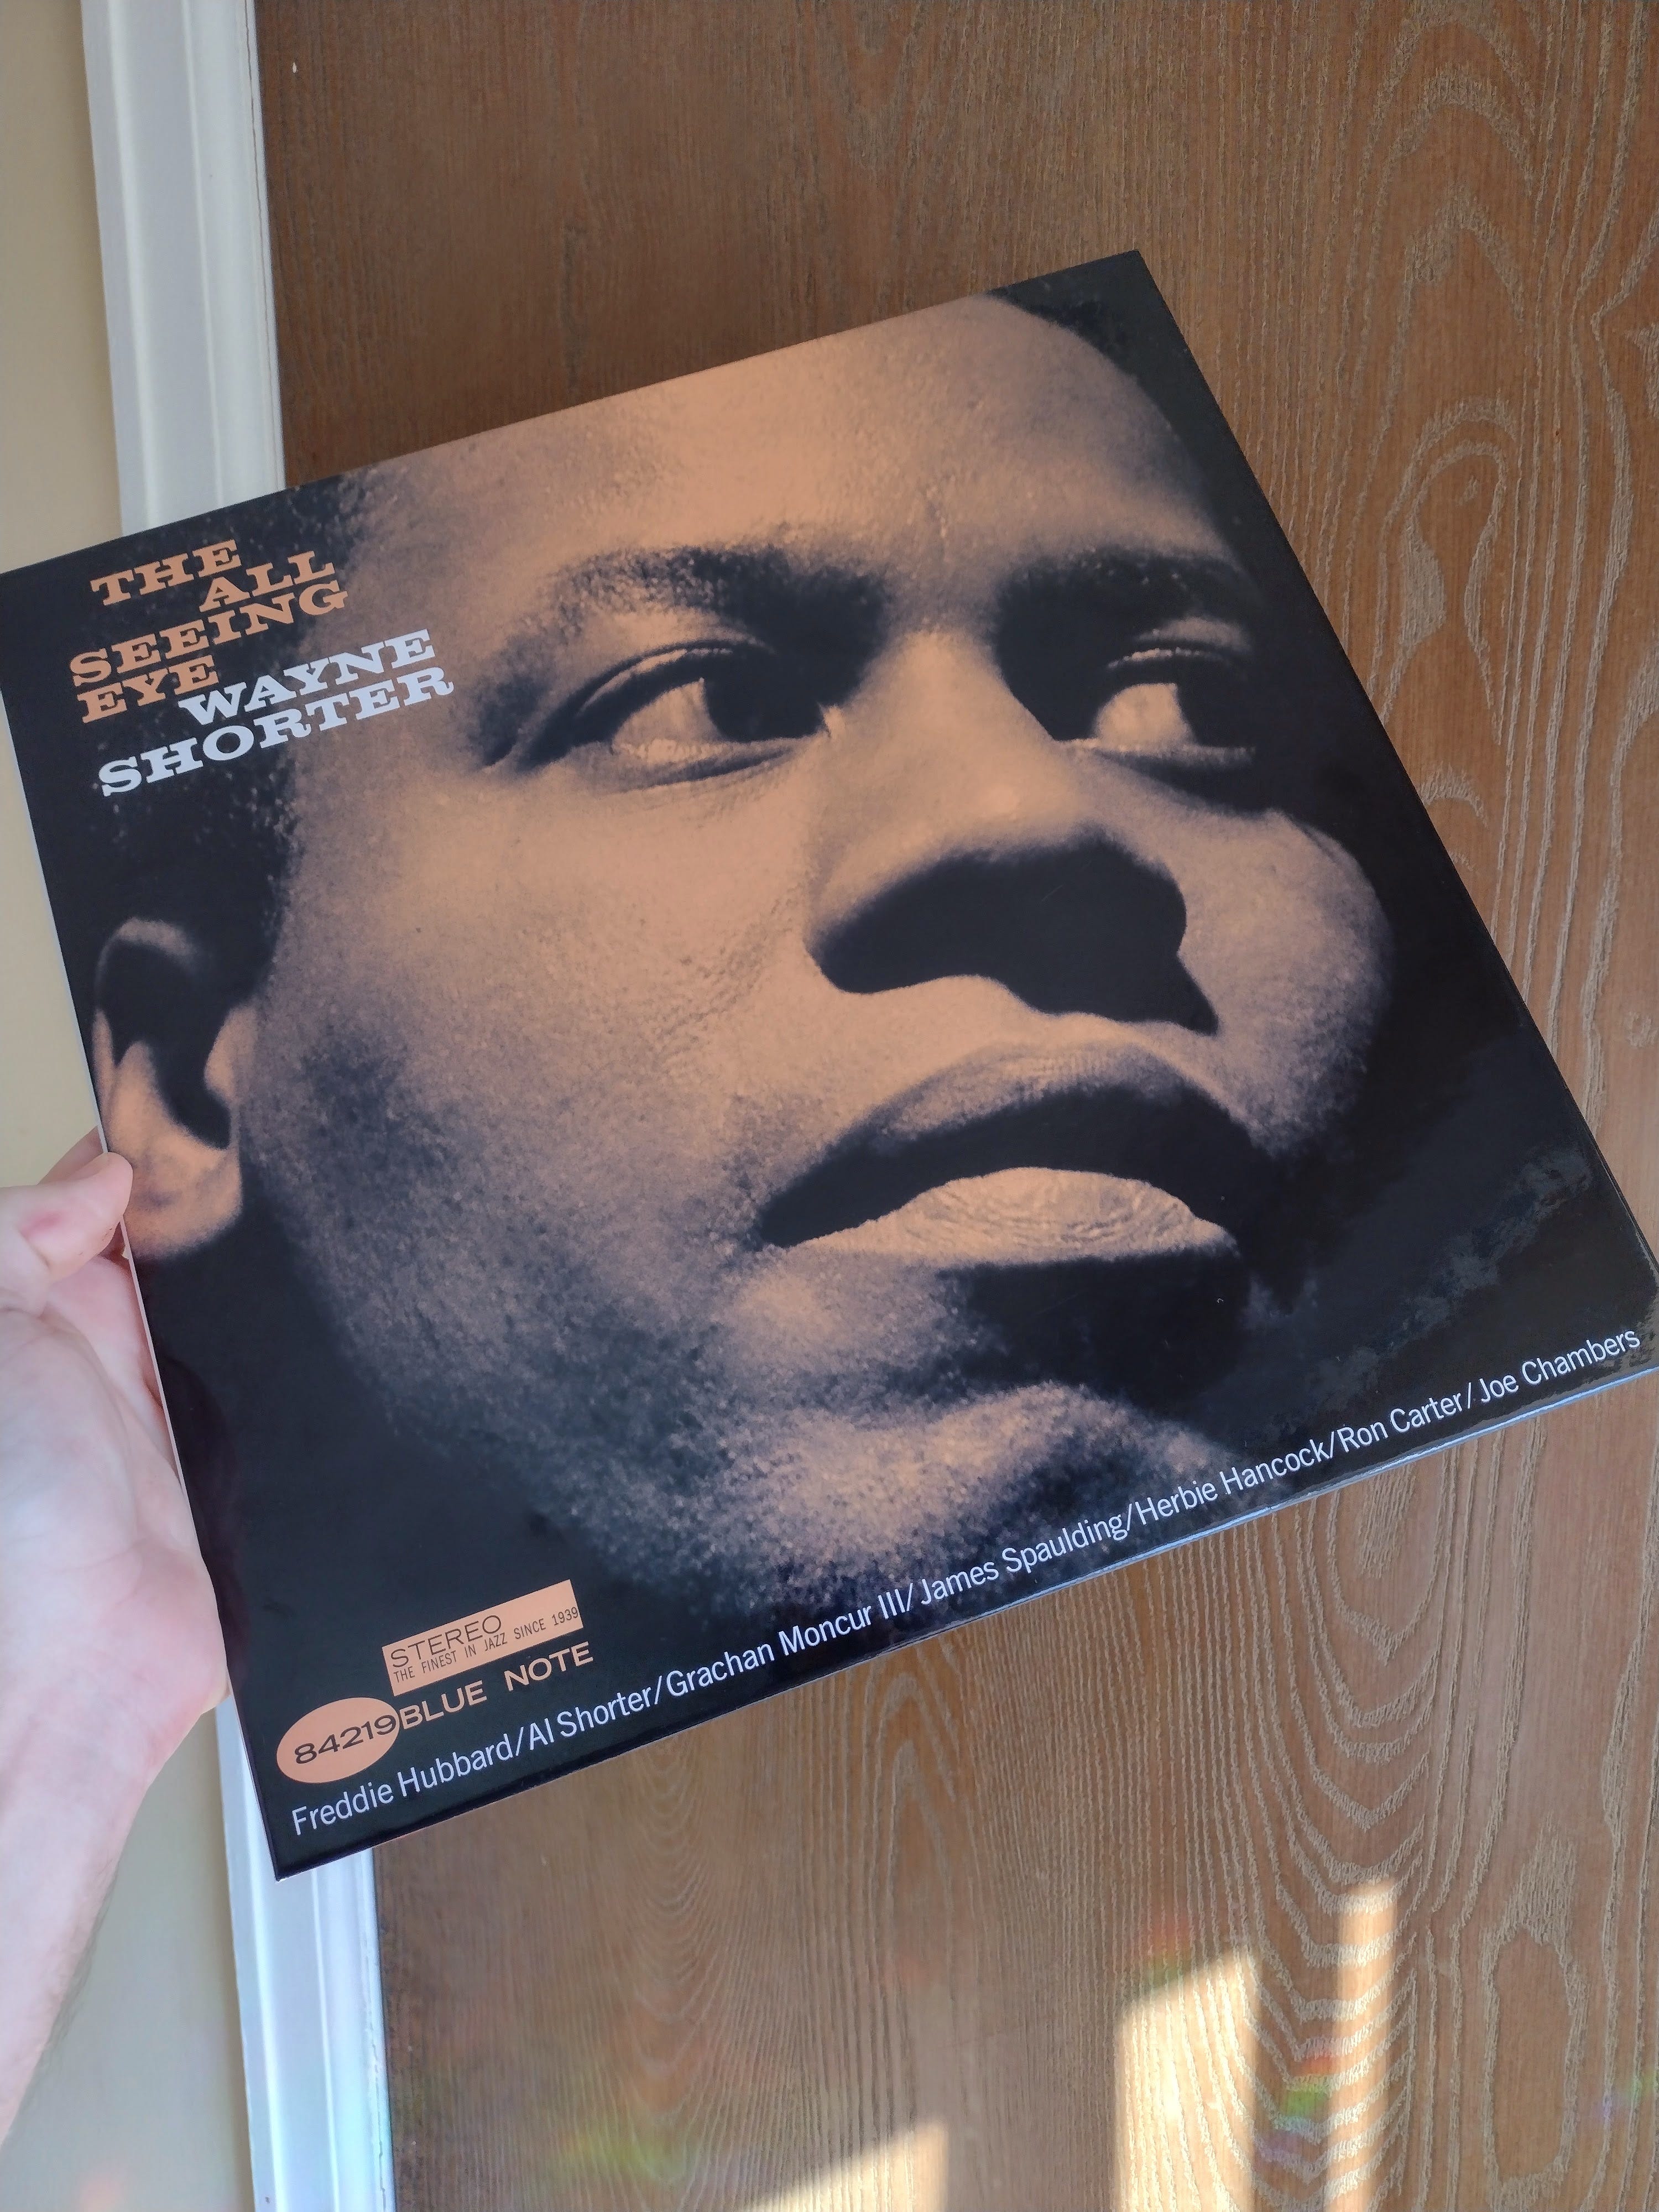 THE
ALL
SEEING
EYE
WAYNE
SHORTER
STEREO
THE FINEST IN JAZZ SINCE 1939
84219 BLUE NOTE
Freddie Hubbard/Al Shorter/Grachan Moncur III/James Spaulding/Herbie Hancock/Ron Carter/Joe Chambers